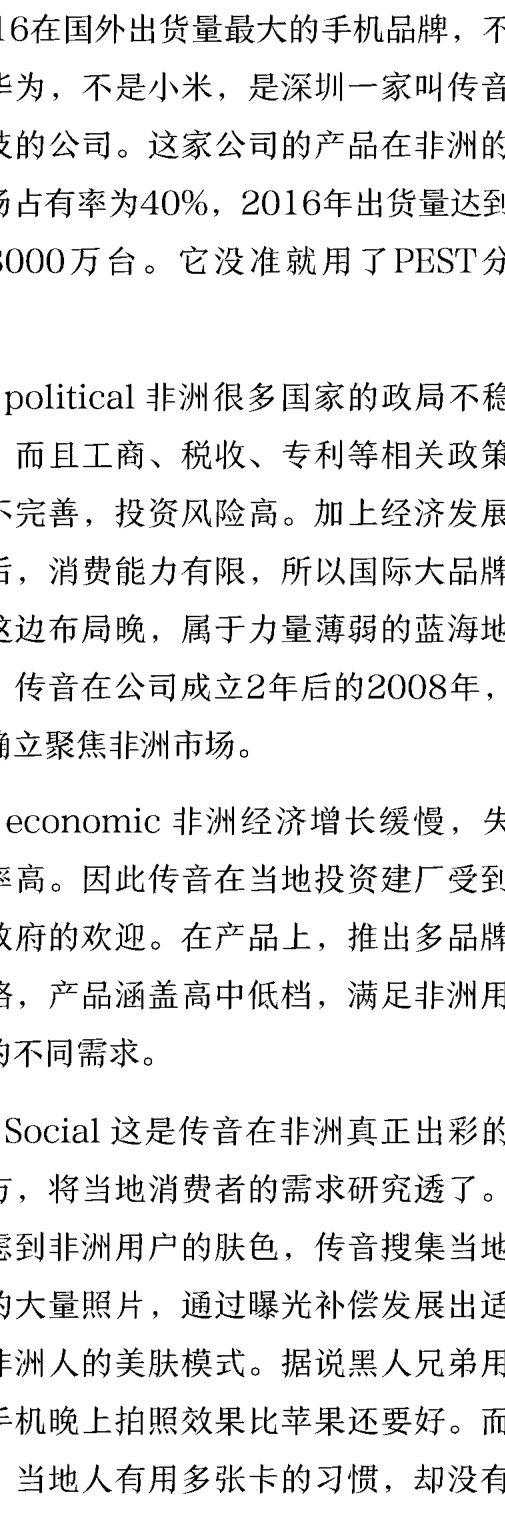 16在国外出货量最大的手机品牌，不
华为，不是小米，是深圳一家叫传音
技的公司。这家公司的产品在非洲的
场占有率为40%，2016年出货量达到
8000万台。它没准就用了PEST分
political 非洲很多国家的政局不稳
，而且工商、税收、专利等相关政策
不完善，投资风险高。加上经济发展
后，消费能力有限，所以国际大品牌
这边布局晚，属于力量薄弱的蓝海地
，传音在公司成立2年后的2008年，
确立聚焦非洲市场。
economic 非洲经济增长缓慢，失
率高。因此传音在当地投资建厂受到
政府的欢迎。在产品上，推出多品牌
略，产品涵盖高中低档，满足非洲用
的不同需求。
Social 这是传音在非洲真正出彩的
方，将当地消费者的需求研究透了。
虑到非洲用户的肤色，传音搜集当地
的大量照片，通过曝光补偿发展出适
非洲人的美肤模式。据说黑人兄弟用
手机晚上拍照效果比苹果还要好。而
，当地人有用多张卡的习惯，却没有